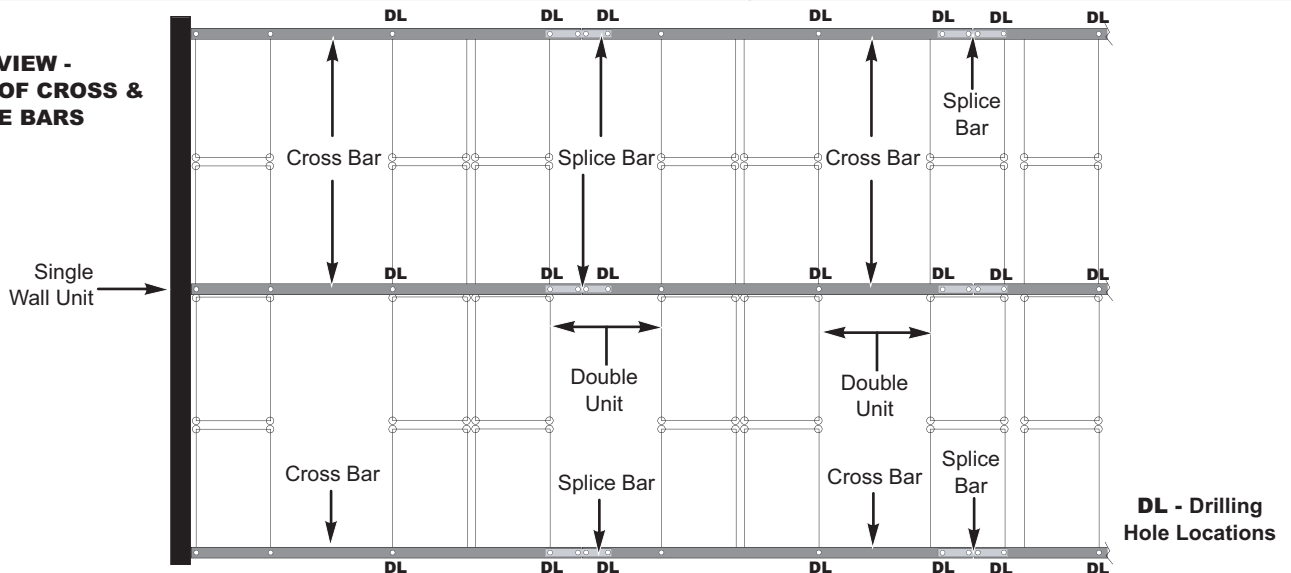 DL DL DL DL DL DL DL
VIEW -
OF CROSS &
E BARS
Splice
Bar
Cross Bar
Splice Bar
Cross Bar
Single
Wall Unit
DL DL DL DL DL DL DL
Double
Unit
Double
Unit
Cross Bar
Splice Bar
Cross Bar
Splice
Bar
DL - Drilling
Hole Locations
DL DL DL DL DL DL DL